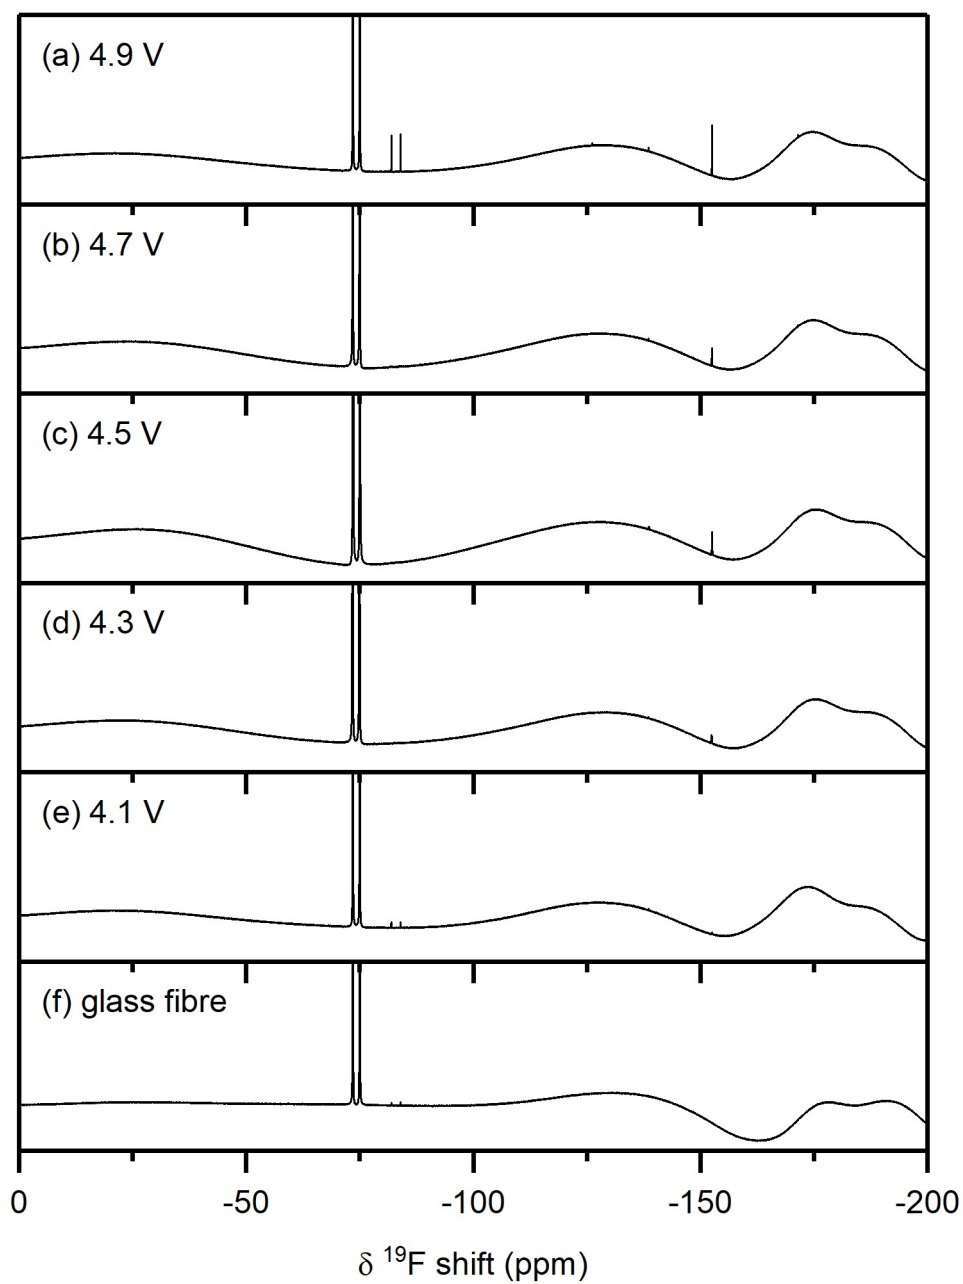 (a) 4.9 V
(b) 4.7 V
(c) 4.5 V
(d) 4.3 V
(e) 4.1 V
(f) glass fibre
0 -50 -100 -150 -200
δ ¹⁹F shift (ppm)